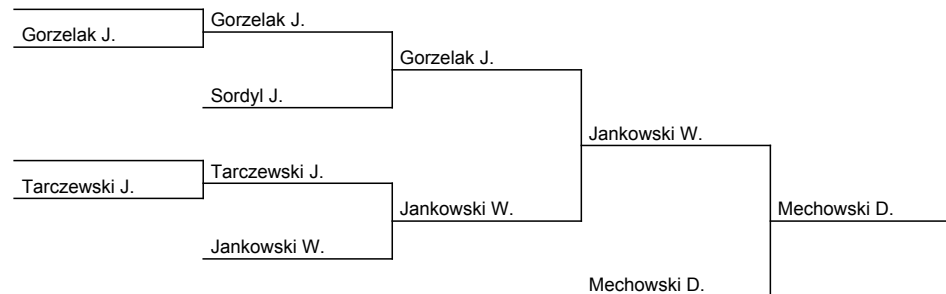 Gorzelak J.
Gorzelak J.
Gorzelak J.
Sordyl J.
Jankowski W.
Tarczewski J.
Tarczewski J.
Jankowski W.
Mechowski D.
Jankowski W.
Mechowski D.